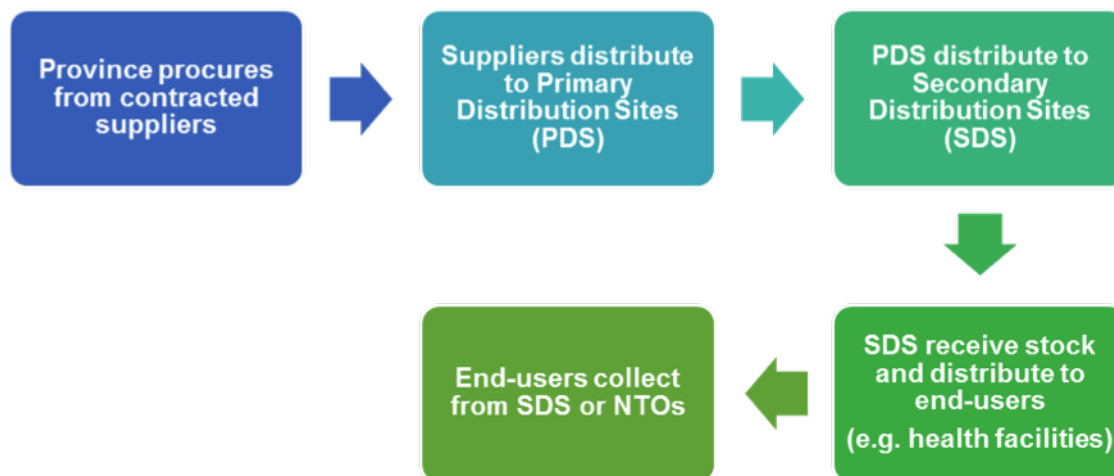 Province procures
from contracted
suppliers
Suppliers distribute
to Primary
Distribution Sites
(PDS)
PDS distribute to
Secondary
Distribution Sites
(SDS)
SDS receive stock
and distribute to
end-users
(e.g. health facilities)
End-users collect
from SDS or NTOs